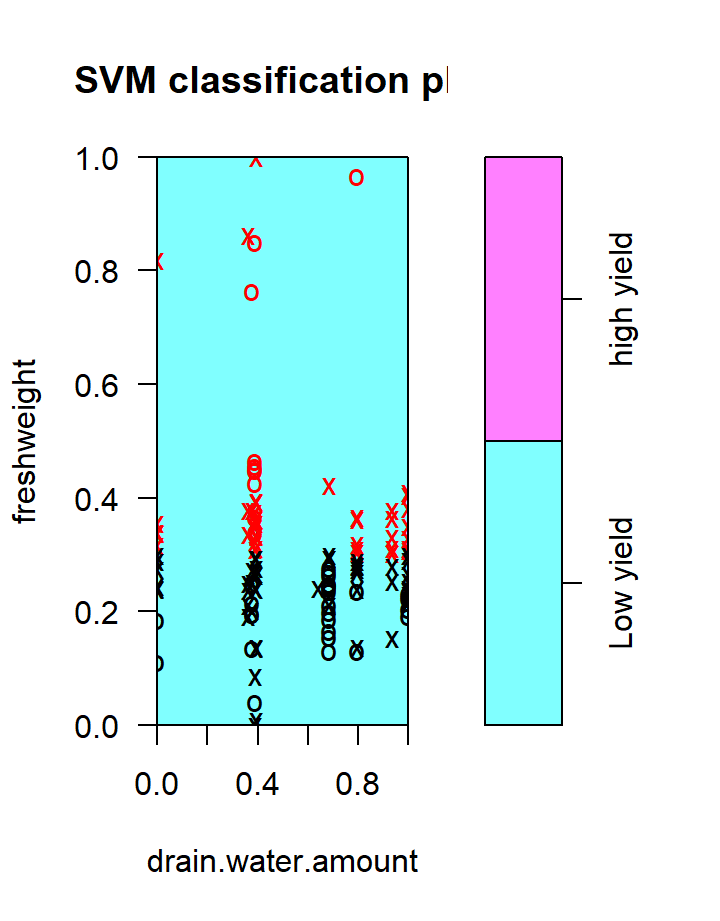 SVM classification pl
1.0
0.8
0.6
0.4
0.2
0.0
freshweight
0.0 0.4 0.8
drain.water.amount
high yield
Low yield